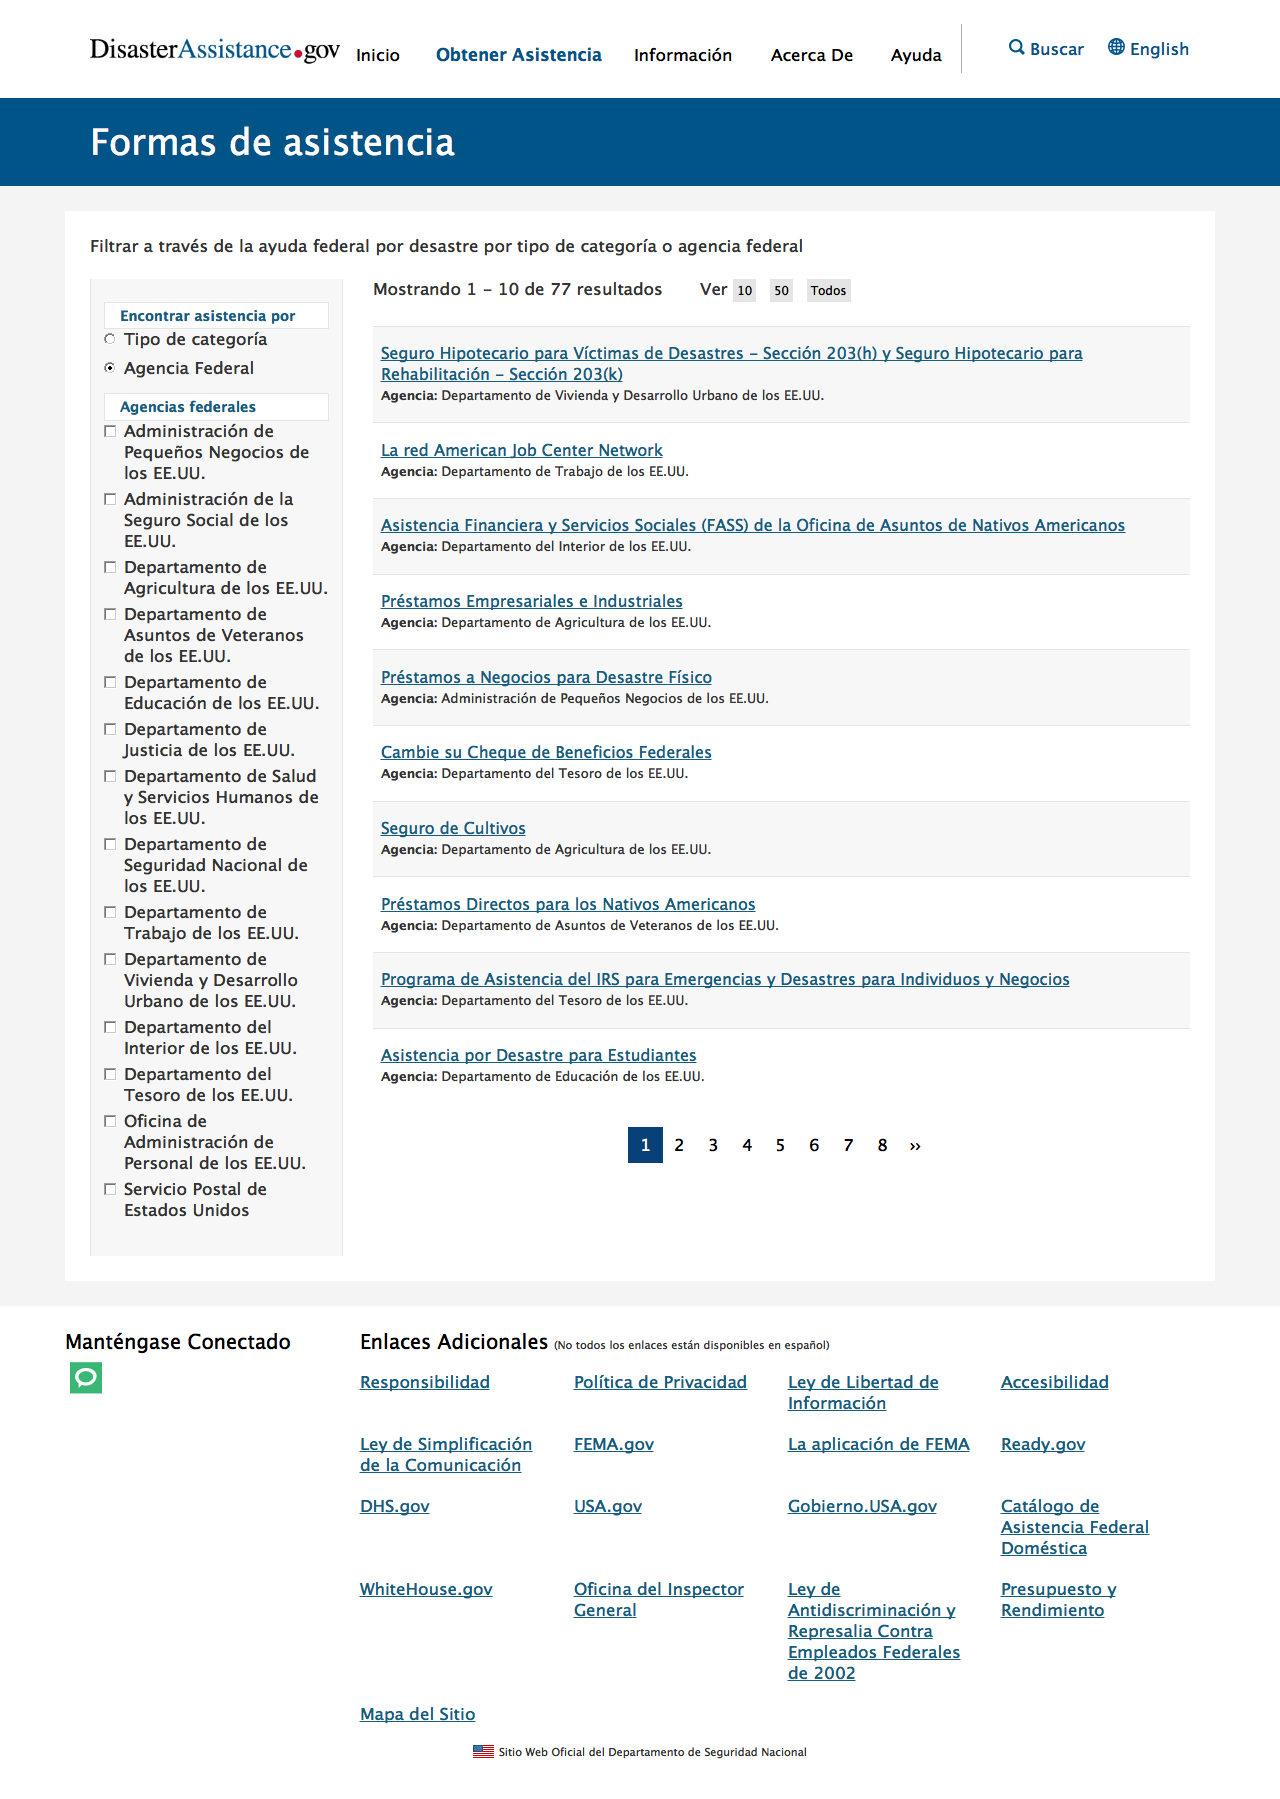 DisasterAssistance.gov
Inicio
Obtener Asistencia
Información
Acerca De
Ayuda
Buscar
English
Formas de asistencia
Filtrar a través de la ayuda federal por desastre por tipo de categoría o agencia federal
Encontrar asistencia por
Tipo de categoría
Agencia Federal
Agencias federales
Administración de
Pequeños Negocios de
los EE.UU.
Administración de la
Seguro Social de los
EE.UU.
Departamento de
Agricultura de los EE.UU.
Departamento de
Asuntos de Veteranos
de los EE.UU.
Departamento de
Educación de los EE.UU.
Departamento de
Justicia de los EE.UU.
Departamento de Salud
y Servicios Humanos de
los EE.UU.
Departamento de
Seguridad Nacional de
los EE.UU.
Departamento de
Trabajo de los EE.UU.
Departamento de
Vivienda y Desarrollo
Urbano de los EE.UU.
Departamento del
Interior de los EE.UU.
Departamento del
Tesoro de los EE.UU.
Oficina de
Administración de
Personal de los EE.UU.
Servicio Postal de
Estados Unidos
Mostrando 1 – 10 de 77 resultados
Ver 10 50 Todos
Seguro Hipotecario para Víctimas de Desastres – Sección 203(h) y Seguro Hipotecario para
Rehabilitación – Sección 203(k)
Agencia: Departamento de Vivienda y Desarrollo Urbano de los EE.UU.
La red American Job Center Network
Agencia: Departamento de Trabajo de los EE.UU.
Asistencia Financiera y Servicios Sociales (FASS) de la Oficina de Asuntos de Nativos Americanos
Agencia: Departamento del Interior de los EE.UU.
Préstamos Empresariales e Industriales
Agencia: Departamento de Agricultura de los EE.UU.
Préstamos a Negocios para Desastre Físico
Agencia: Administración de Pequeños Negocios de los EE.UU.
Cambie su Cheque de Beneficios Federales
Agencia: Departamento del Tesoro de los EE.UU.
Seguro de Cultivos
Agencia: Departamento de Agricultura de los EE.UU.
Préstamos Directos para los Nativos Americanos
Agencia: Departamento de Asuntos de Veteranos de los EE.UU.
Programa de Asistencia del IRS para Emergencias y Desastres para Individuos y Negocios
Agencia: Departamento del Tesoro de los EE.UU.
Asistencia por Desastre para Estudiantes
Agencia: Departamento de Educación de los EE.UU.
1 2 3 4 5 6 7 8 ››
Manténgase Conectado
Enlaces Adicionales (No todos los enlaces están disponibles en español)
Responsibilidad
Política de Privacidad
Ley de Libertad de
Información
Accesibilidad
Ley de Simplificación
de la Comunicación
FEMA.gov
La aplicación de FEMA
Ready.gov
DHS.gov
USA.gov
Gobierno.USA.gov
Catálogo de
Asistencia Federal
Doméstica
WhiteHouse.gov
Oficina del Inspector
General
Ley de
Antidiscriminación y
Represalia Contra
Empleados Federales
de 2002
Presupuesto y
Rendimiento
Mapa del Sitio
Sitio Web Oficial del Departamento de Seguridad Nacional